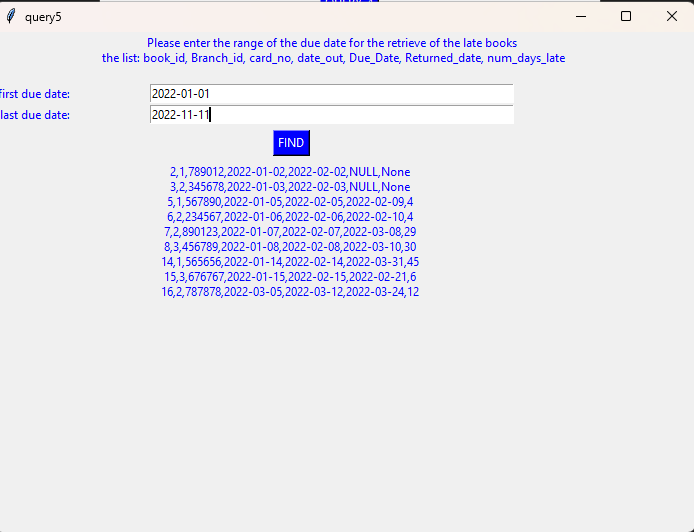 query5
Please enter the range of the due date for the retrieve of the late books
the list: book_id, Branch_id, card_no, date_out, Due_Date, Returned_date, num_days_late
first due date:
2022-01-01
last due date:
2022-11-11
FIND
2,1,789012,2022-01-02,2022-02-02,NULL,None
3,2,345678,2022-01-03,2022-02-03,NULL,None
5,1,567890,2022-01-05,2022-02-05,2022-02-09,4
6,2,234567,2022-01-06,2022-02-06,2022-02-10,4
7,2,890123,2022-01-07,2022-02-07,2022-03-08,29
8,3,456789,2022-01-08,2022-02-08,2022-03-10,30
14,1,565656,2022-01-14,2022-02-14,2022-03-31,45
15,3,676767,2022-01-15,2022-02-15,2022-02-21,6
16,2,787878,2022-03-05,2022-03-12,2022-03-24,12